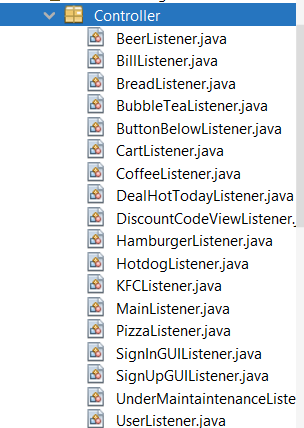 Controller
BeerListener.java
BillListener.java
BreadListener.java
BubbleTeaListener.java
ButtonBelowListener.java
CartListener.java
CoffeeListener.java
DealHotTodayListener.java
DiscountCodeViewListener.
HamburgerListener.java
HotdogListener.java
KFCListener.java
MainListener.java
PizzaListener.java
SignInGUIListener.java
SignUpGUIListener.java
UnderMaintaintenanceListe
UserListener.java